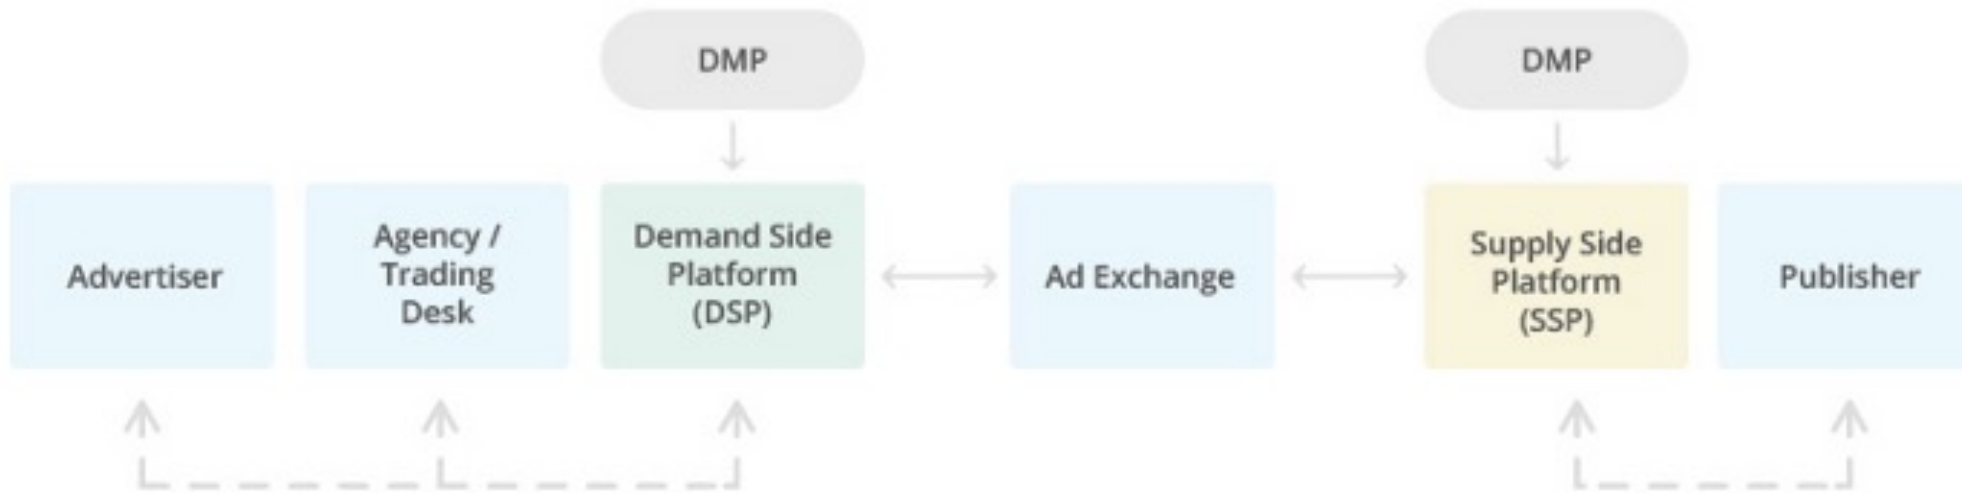 DMP
DMP
Advertiser
Agency /
Trading
Desk
Demand Side
Platform
(DSP)
Ad Exchange
Supply Side
Platform
(SSP)
Publisher